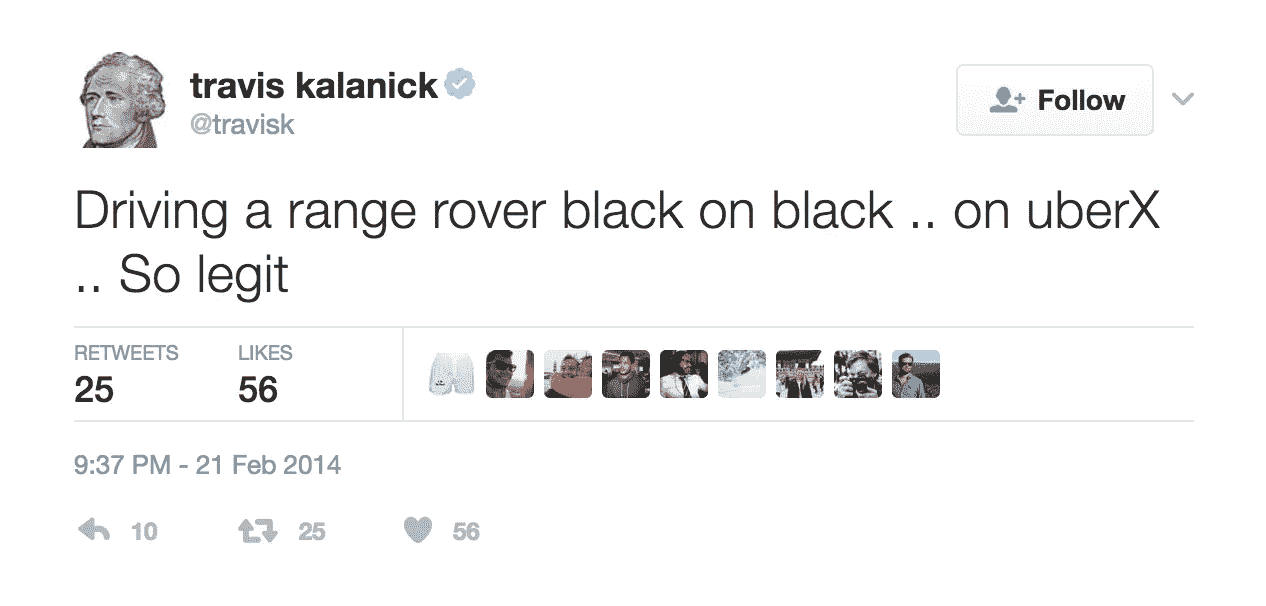 travis kalanick
@travisk
Follow
Driving a range rover black on black .. on uberX
.. So legit
RETWEETS LIKES
25 56
9:37 PM - 21 Feb 2014
10 25 56